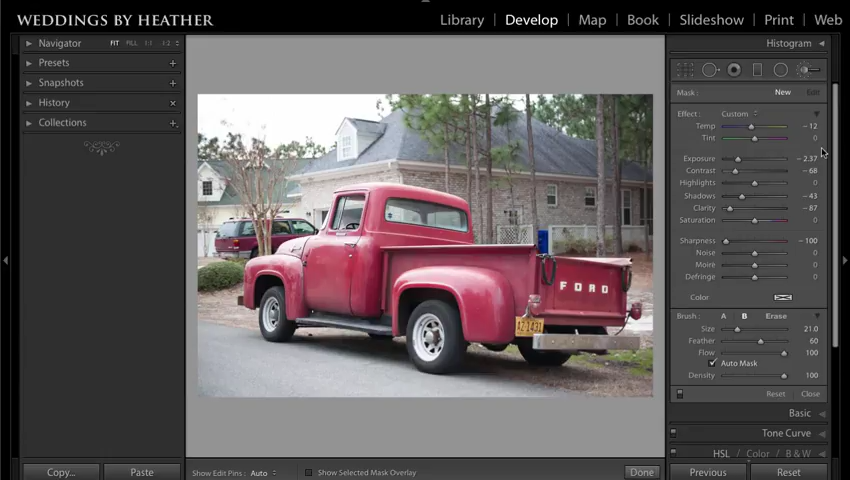 WEDDINGS BY HEATHER
Library | Develop | Map | Book | Slideshow | Print | Web
Navigator FIT FILL 1:1 1:2
Presets
Snapshots
History
Collections
Copy... Paste
FORD
AZ1431
Show Edit Pins: Auto Show Selected Mask Overlay Done
Histogram
Mask: New Edit
Effect: Custom
Temp -12
Tint 0
Exposure -2.37
Contrast -68
Highlights 0
Shadows -43
Clarity -87
Saturation 0
Sharpness -100
Noise 0
Moire 0
Defringe 0
Color
Brush: A B Erase
Size 21.0
Feather 60
Flow 100
Auto Mask
Density 100
Reset Close
Basic
Tone Curve
HSL / Color / B & W
Previous Reset